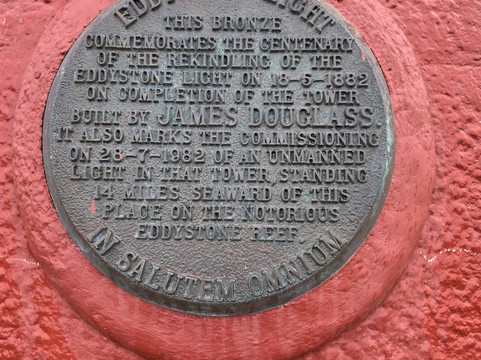 EDDYSTONE LIGHT
THIS BRONZE
COMMEMORATES THE CENTENARY
OF THE REKINDLING OF THE
EDDYSTONE LIGHT ON 18-5-1882
ON COMPLETION OF THE TOWER
BUILT BY JAMES DOUGLASS
IT ALSO MARKS THE COMMISSIONING
ON 28-7-1982 OF AN UNMANNED
LIGHT IN THAT TOWER, STANDING
14 MILES SEAWARD OF THIS
PLACE ON THE NOTORIOUS
EDDYSTONE REEF.
IN SALUTEM OMNIUM